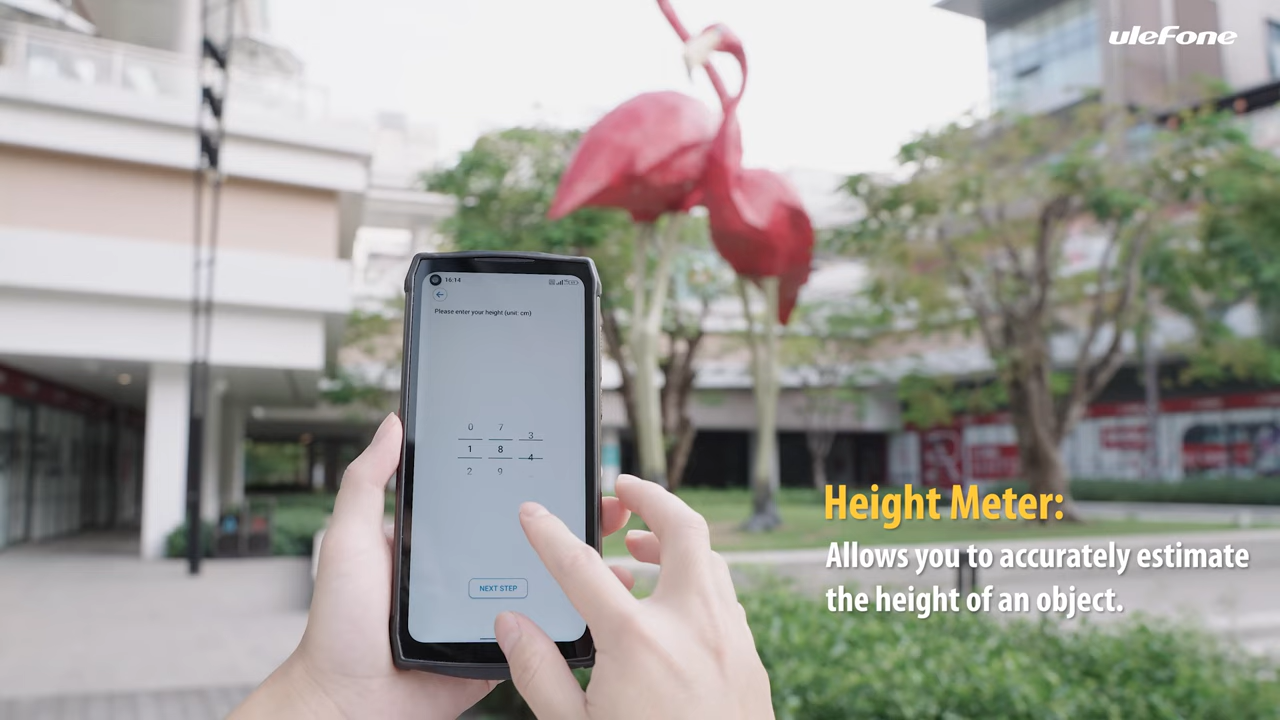 uleFone
16:14
Please enter your height (unit: cm)
0 7 3
1 8 4
2 9
NEXT STEP
Height Meter:
Allows you to accurately estimate
the height of an object.